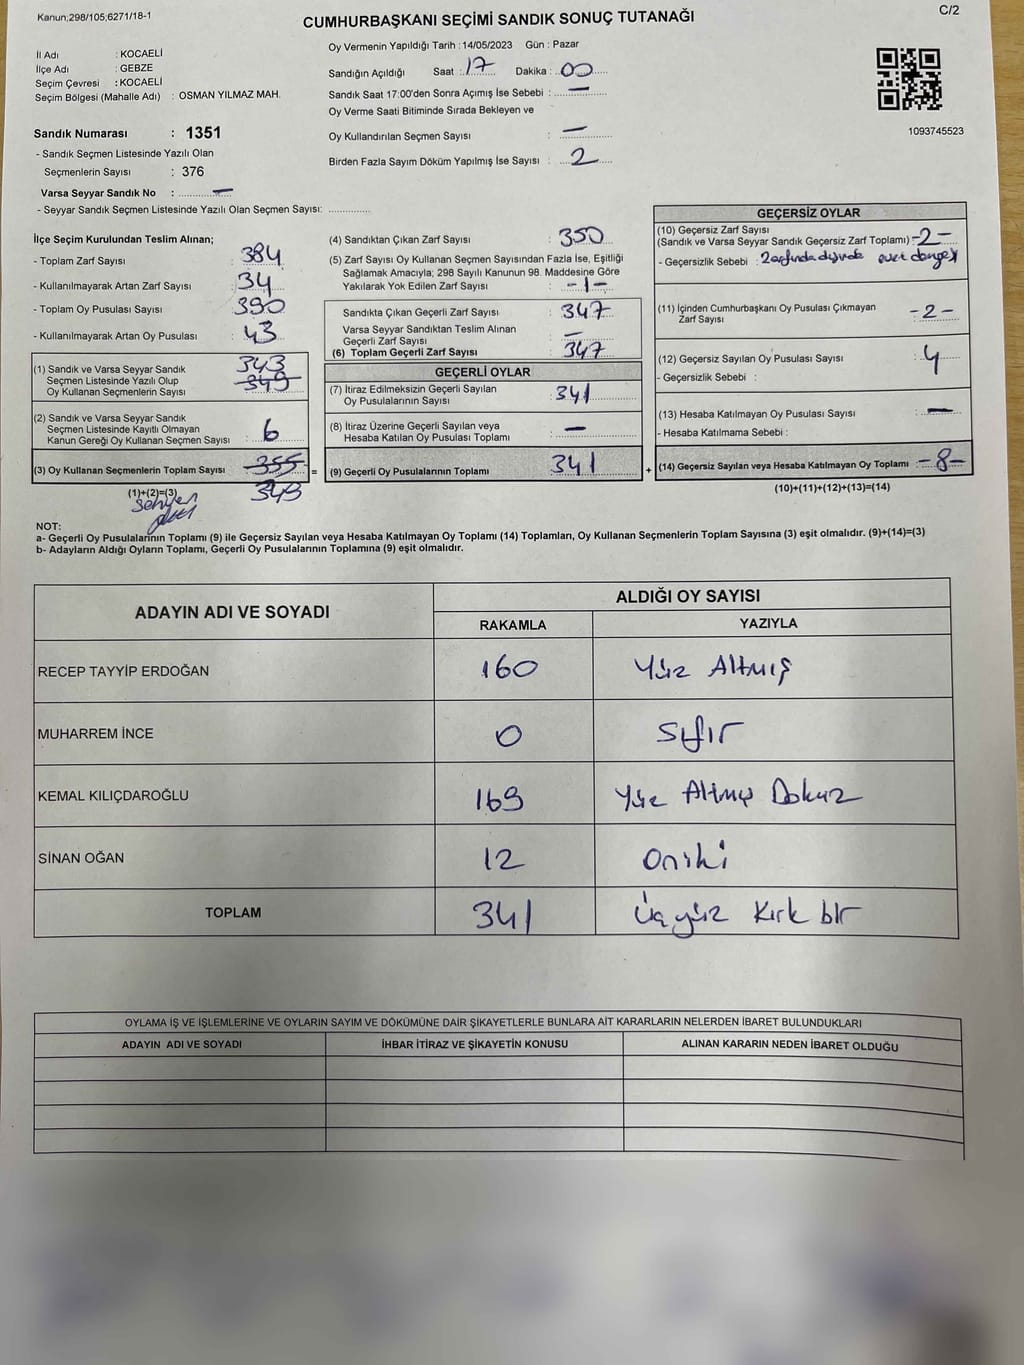 Kanun;298/105;6271/18-1
CUMHURBAŞKANI SEÇİMİ SANDIK SONUÇ TUTANAĞI
C/2
İl Adı : KOCAELİ
İlçe Adı : GEBZE
Seçim Çevresi : KOCAELİ
Seçim Bölgesi (Mahalle Adı) : OSMAN YILMAZ MAH.
Sandık Numarası : 1351
- Sandık Seçmen Listesinde Yazılı Olan
Seçmenlerin Sayısı : 376
Varsa Seyyar Sandık No : –
- Seyyar Sandık Seçmen Listesinde Yazılı Olan Seçmen Sayısı: ..............
Oy Vermenin Yapıldığı Tarih : 14/05/2023 Gün : Pazar
Sandığın Açıldığı Saat : 17 Dakika : 00
Sandık Saat 17:00'den Sonra Açımış İse Sebebi : –
Oy Verme Saati Bitiminde Sırada Bekleyen ve
Oy Kullandırılan Seçmen Sayısı : –
Birden Fazla Sayım Döküm Yapılmış İse Sayısı : 2
1093745523
İlçe Seçim Kurulundan Teslim Alınan;
- Toplam Zarf Sayısı : 384
- Kullanılmayarak Artan Zarf Sayısı : 34
- Toplam Oy Pusulası Sayısı : 390
- Kullanılmayarak Artan Oy Pusulası : 43
(1) Sandık ve Varsa Seyyar Sandık 343
Seçmen Listesinde Yazılı Olup 349
Oy Kullanan Seçmenlerin Sayısı
(2) Sandık ve Varsa Seyyar Sandık
Seçmen Listesinde Kayıtlı Olmayan
Kanun Gereği Oy Kullanan Seçmen Sayısı : 6
(3) Oy Kullanan Seçmenlerin Toplam Sayısı 355 =
(1)+(2)=(3) 349
(4) Sandıktan Çıkan Zarf Sayısı : 350
(5) Zarf Sayısı Oy Kullanan Seçmen Sayısından Fazla İse, Eşitliği
Sağlamak Amacıyla; 298 Sayılı Kanunun 98. Maddesine Göre
Yakılarak Yok Edilen Zarf Sayısı : -1-
Sandıkta Çıkan Geçerli Zarf Sayısı : 347
Varsa Seyyar Sandıktan Teslim Alınan
Geçerli Zarf Sayısı : –
(6) Toplam Geçerli Zarf Sayısı : 347
GEÇERLİ OYLAR
(7) İtiraz Edilmeksizin Geçerli Sayılan
Oy Pusulalarının Sayısı : 341
(8) İtiraz Üzerine Geçerli Sayılan veya
Hesaba Katılan Oy Pusulası Toplamı : –
(9) Geçerli Oy Pusulalarının Toplamı 341 +
GEÇERSİZ OYLAR
(10) Geçersiz Zarf Sayısı
(Sandık ve Varsa Seyyar Sandık Geçersiz Zarf Toplamı) : -2-
- Geçersizlik Sebebi : 2 zarfında dışında evet
(11) İçinden Cumhurbaşkanı Oy Pusulası Çıkmayan
Zarf Sayısı : -2-
(12) Geçersiz Sayılan Oy Pusulası Sayısı : 4
- Geçersizlik Sebebi :
(13) Hesaba Katılmayan Oy Pusulası Sayısı : –
- Hesaba Katılmama Sebebi :
(14) Geçersiz Sayılan veya Hesaba Katılmayan Oy Toplamı -8-
(10)+(11)+(12)+(13)=(14)
NOT:
a- Geçerli Oy Pusulalarının Toplamı (9) ile Geçersiz Sayılan veya Hesaba Katılmayan Oy Toplamı (14) Toplamları, Oy Kullanan Seçmenlerin Toplam Sayısına (3) eşit olmalıdır. (9)+(14)=(3)
b- Adayların Aldığı Oyların Toplamı, Geçerli Oy Pusulalarının Toplamına (9) eşit olmalıdır.
ADAYIN ADI VE SOYADI ALDIĞI OY SAYISI
RAKAMLA YAZIYLA
RECEP TAYYİP ERDOĞAN 160 Yüz Altmış
MUHARREM İNCE 0 Sıfır
KEMAL KILIÇDAROĞLU 169 Yüz Altmış Dokuz
SİNAN OĞAN 12 Oniki
TOPLAM 341 Üçyüz Kırk bir
OYLAMA İŞ VE İŞLEMLERİNE VE OYLARIN SAYIM VE DÖKÜMÜNE DAİR ŞİKAYETLERLE BUNLARA AİT KARARLARIN NELERDEN İBARET BULUNDUKLARI
ADAYIN ADI VE SOYADI İHBAR İTİRAZ VE ŞİKAYETİN KONUSU ALINAN KARARIN NEDEN İBARET OLDUĞU